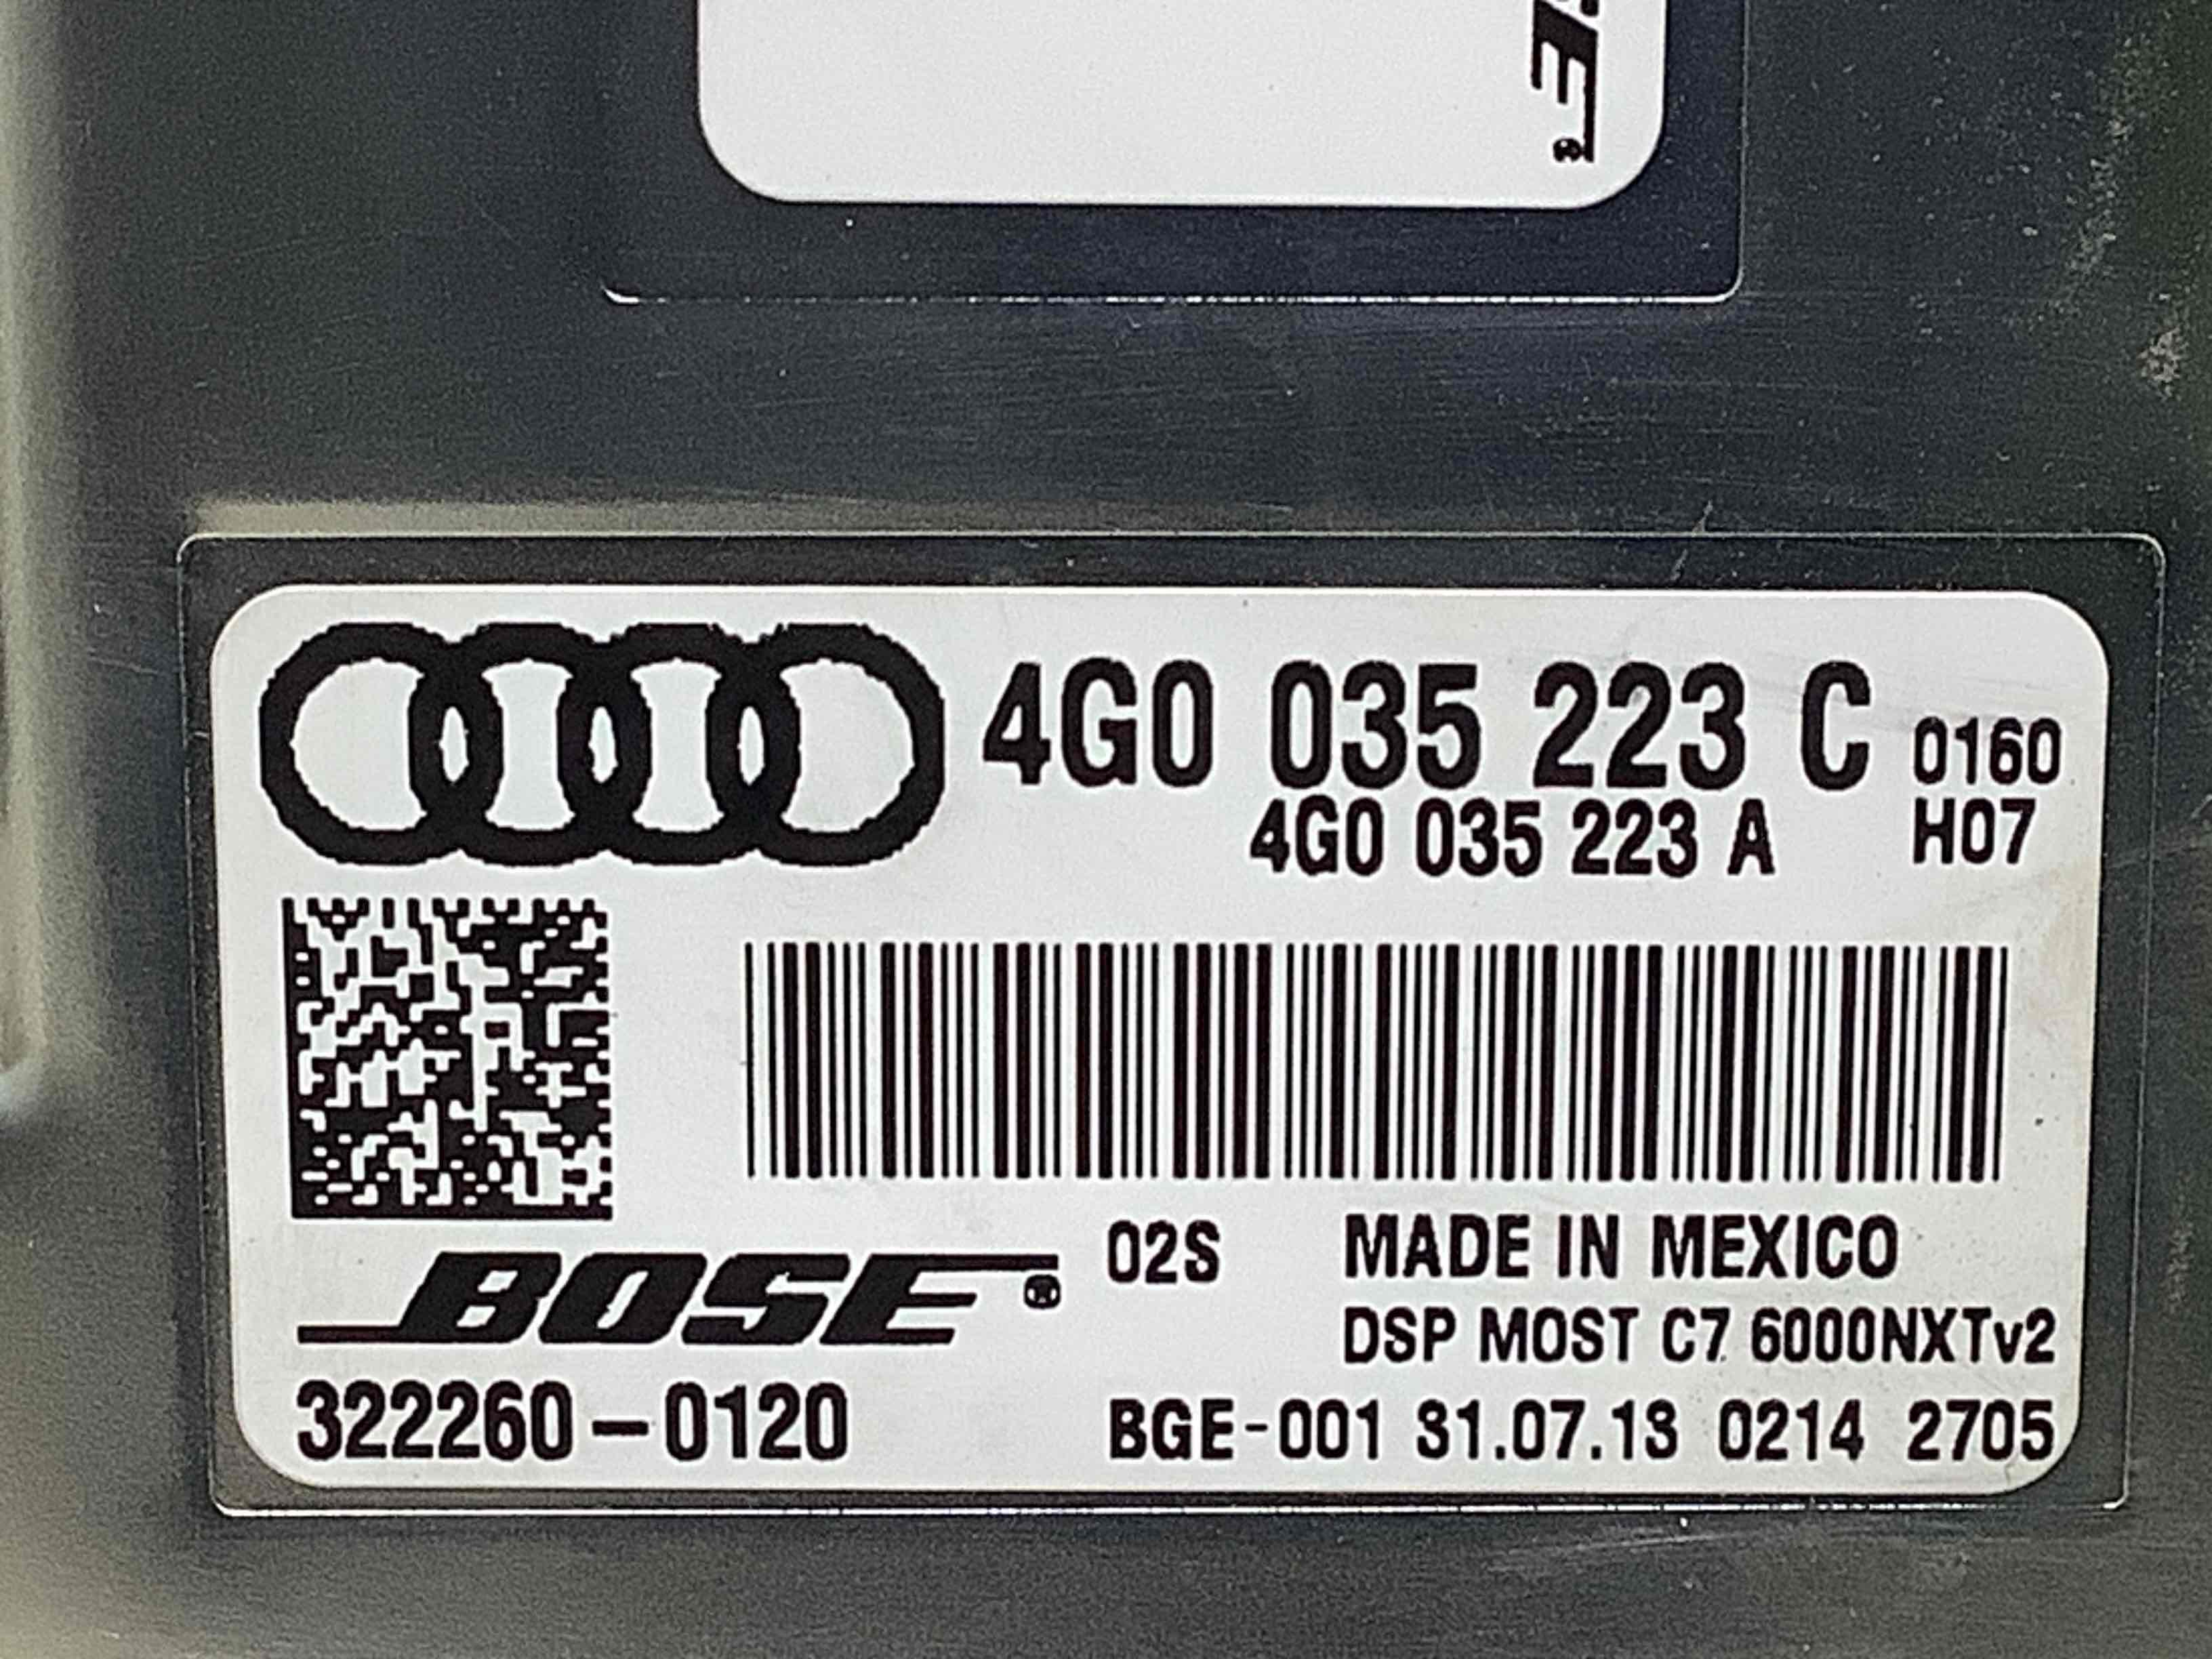 SE®
4G0 035 223 C 0160
4G0 035 223 A H07
02S MADE IN MEXICO
BOSE®
DSP MOST C7 6000NXTv2
322260-0120 BGE-001 31.07.13 0214 2705